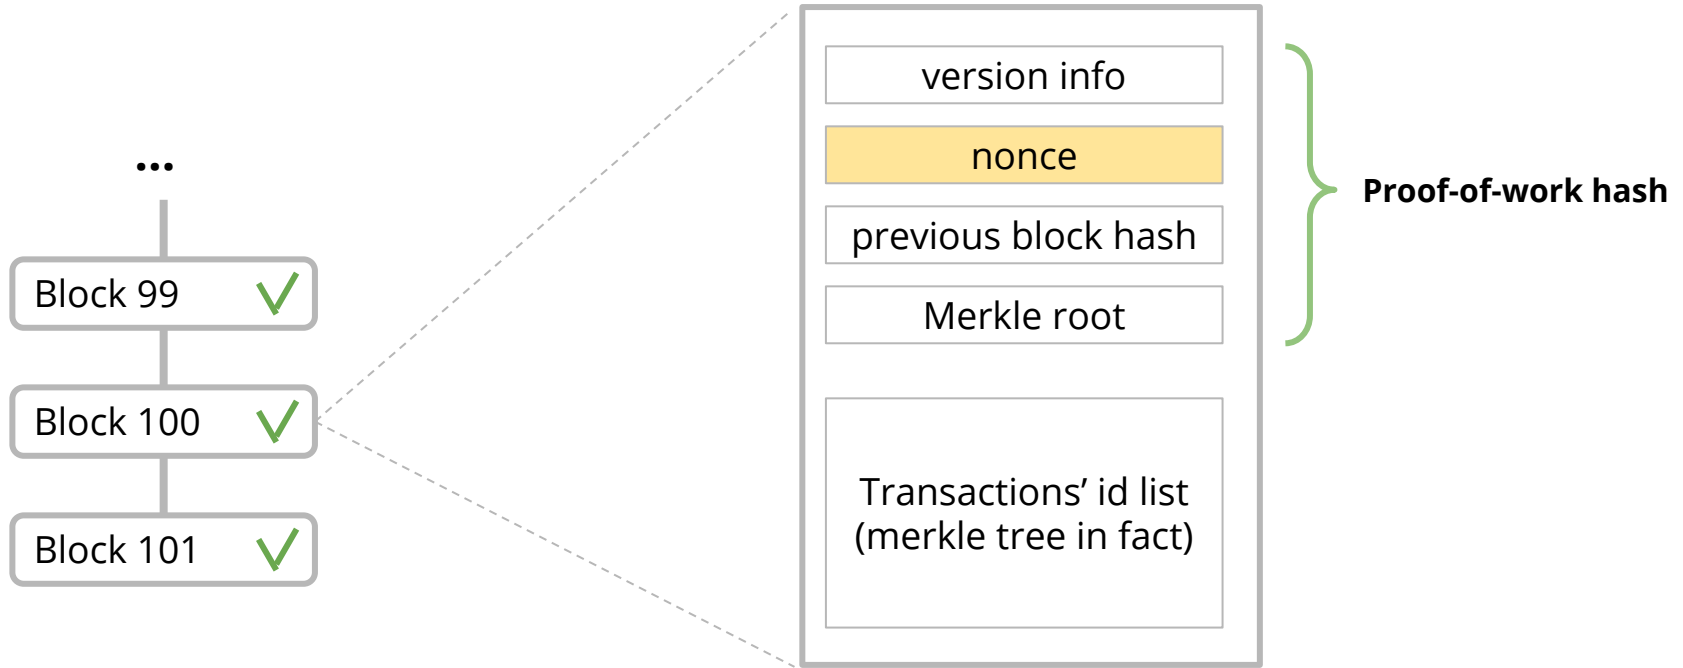 ...
Block 99
Block 100
Block 101
version info
nonce
previous block hash
Merkle root
Transactions’ id list
(merkle tree in fact)
Proof-of-work hash